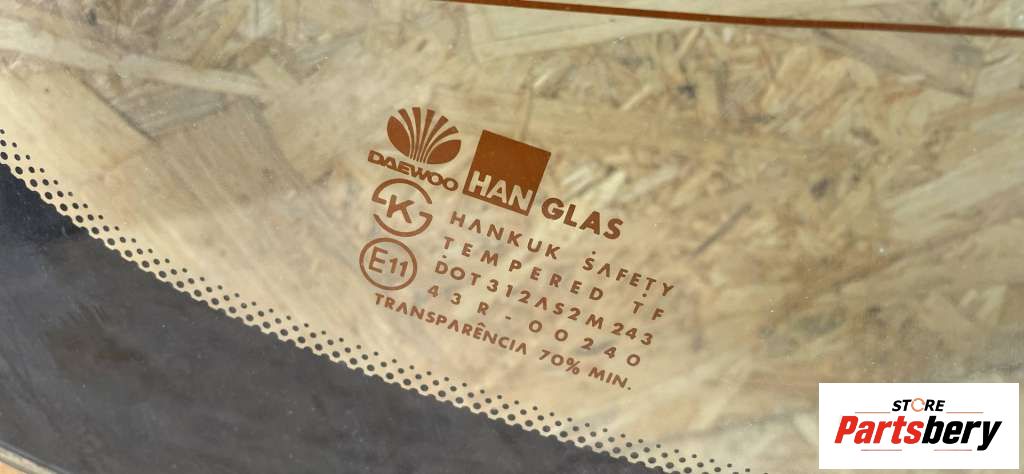 DAEWOO
HAN GLAS
K
HANKUK SAFETY
TEMPERED TF
E11
DOT312AS2M243
43R-00240
TRANSPARÊNCIA 70% MIN.
STORE
Partsbery